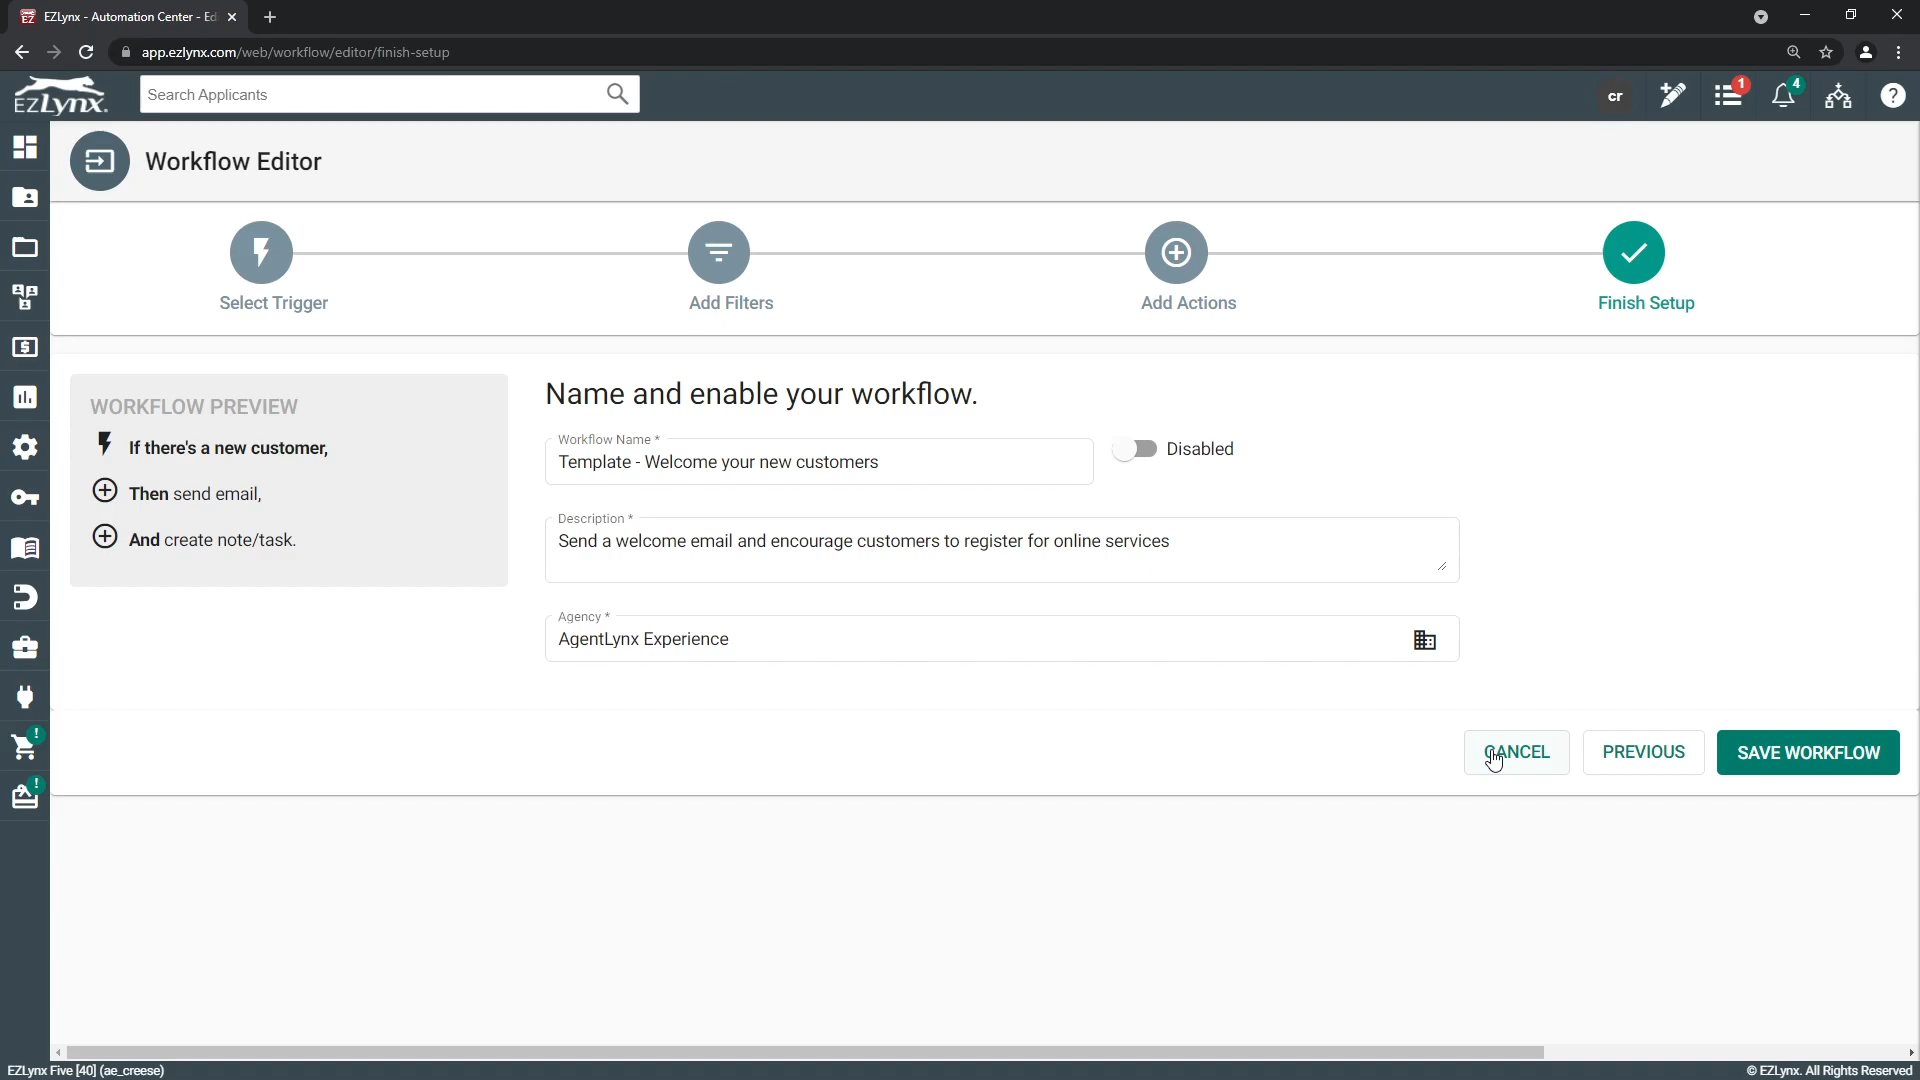 EZLynx - Automation Center - Ed
app.ezlynx.com/web/workflow/editor/finish-setup
EZLynx.
Search Applicants
cr
1
4
?
Workflow Editor
Select Trigger
Add Filters
Add Actions
Finish Setup
WORKFLOW PREVIEW
If there's a new customer,
Then send email,
And create note/task.
Name and enable your workflow.
Workflow Name *
Template - Welcome your new customers
Disabled
Description *
Send a welcome email and encourage customers to register for online services
Agency *
AgentLynx Experience
CANCEL
PREVIOUS
SAVE WORKFLOW
!
!
EZLynx Five [40] (ae_creese)
© EZLynx. All Rights Reserved